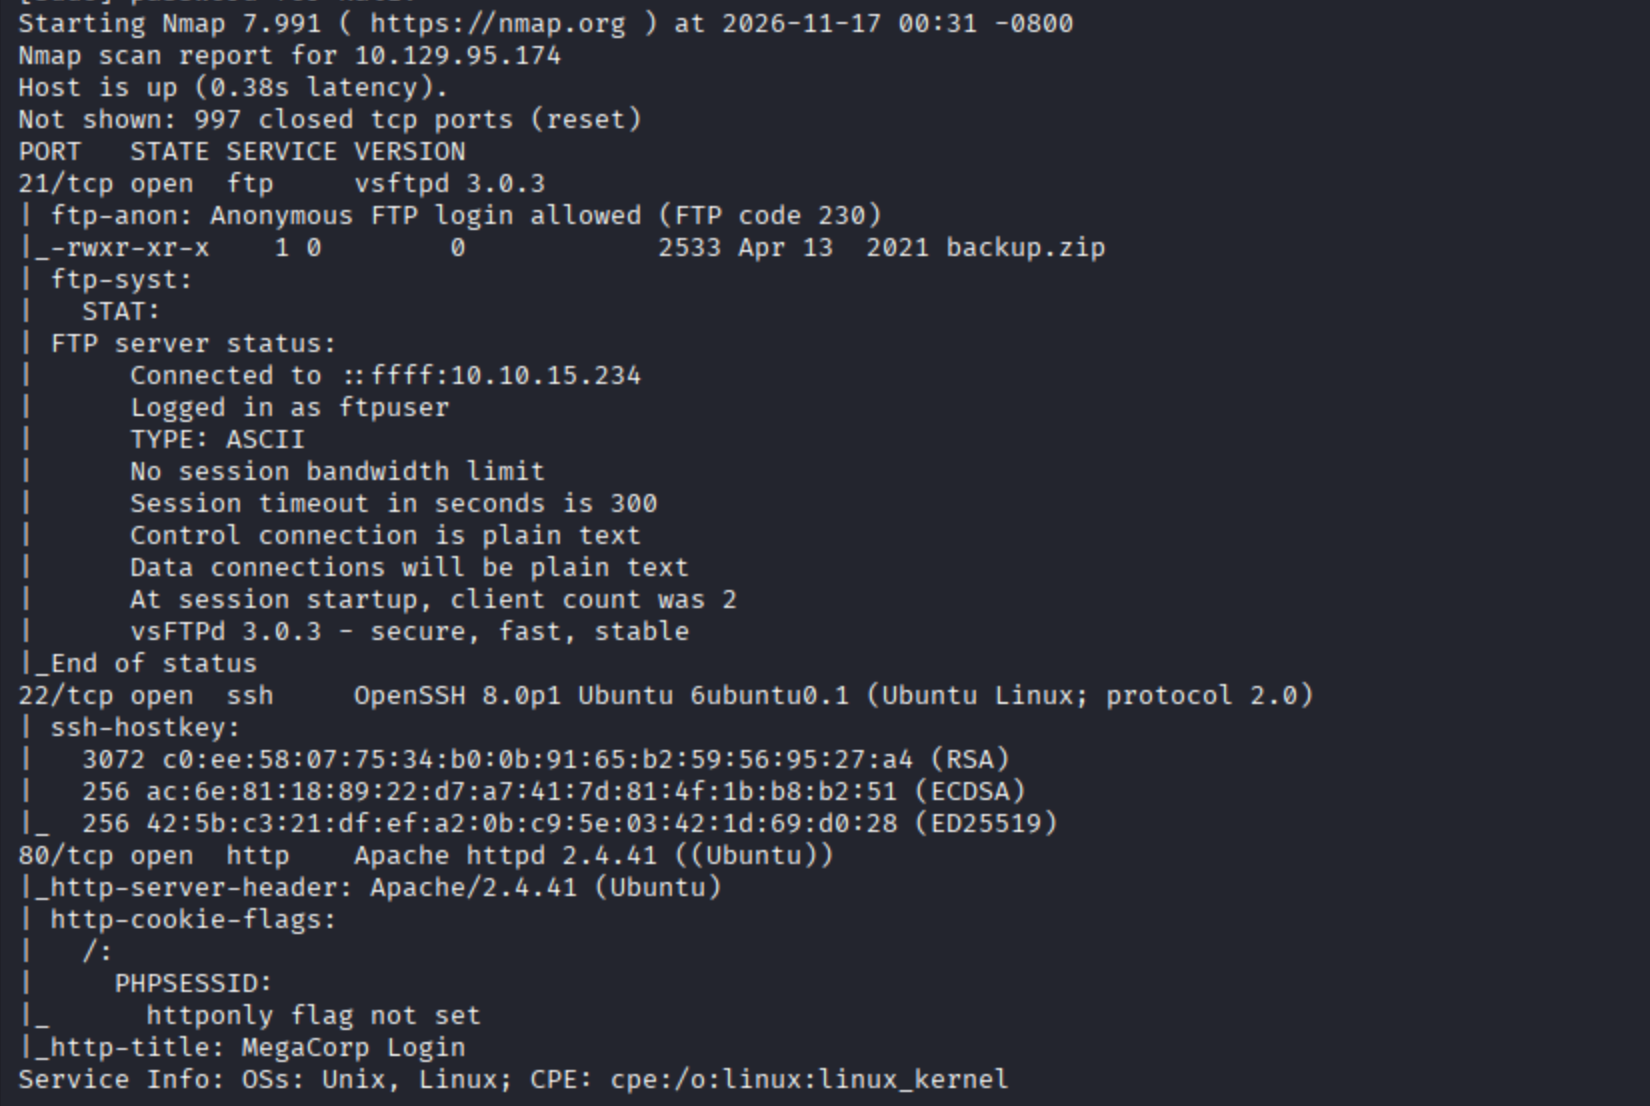 Starting Nmap 7.991 ( https://nmap.org ) at 2026-11-17 00:31 -0800
Nmap scan report for 10.129.95.174
Host is up (0.38s latency).
Not shown: 997 closed tcp ports (reset)
PORT   STATE SERVICE VERSION
21/tcp open  ftp     vsftpd 3.0.3
| ftp-anon: Anonymous FTP login allowed (FTP code 230)
|_-rwxr-xr-x    1 0        0            2533 Apr 13  2021 backup.zip
| ftp-syst:
|   STAT:
| FTP server status:
|      Connected to ::ffff:10.10.15.234
|      Logged in as ftpuser
|      TYPE: ASCII
|      No session bandwidth limit
|      Session timeout in seconds is 300
|      Control connection is plain text
|      Data connections will be plain text
|      At session startup, client count was 2
|      vsFTPd 3.0.3 - secure, fast, stable
|_End of status
22/tcp open  ssh     OpenSSH 8.0p1 Ubuntu 6ubuntu0.1 (Ubuntu Linux; protocol 2.0)
| ssh-hostkey:
|   3072 c0:ee:58:07:75:34:b0:0b:91:65:b2:59:56:95:27:a4 (RSA)
|   256 ac:6e:81:18:89:22:d7:a7:41:7d:81:4f:1b:b8:b2:51 (ECDSA)
|_  256 42:5b:c3:21:df:ef:a2:0b:c9:5e:03:42:1d:69:d0:28 (ED25519)
80/tcp open  http    Apache httpd 2.4.41 ((Ubuntu))
|_http-server-header: Apache/2.4.41 (Ubuntu)
| http-cookie-flags:
|   /:
|     PHPSESSID:
|_      httponly flag not set
|_http-title: MegaCorp Login
Service Info: OSs: Unix, Linux; CPE: cpe:/o:linux:linux_kernel